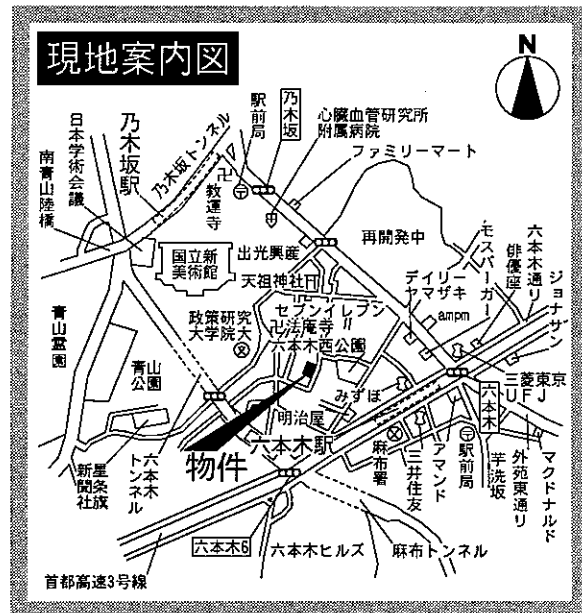 現地案内図
N
日本学術会議
乃木坂駅
南青山陸橋
乃木坂トンネル
駅前局
乃木坂
心臓血管研究所
附属病院
ファミリーマート
教運寺
国立新
美術館
出光興産
天祖神社
再開発中
モスバーガー
俳優座
六本木通り
ジョナサン
デイリー
ヤマザキ
ampm
セブンイレブン
法庵寺
六本木西公園
政策研究
大学院大
青山霊園
青山
公園
みずほ
三菱東京
UFJ
六本木
明治屋
六本木駅
物件
星条旗
新聞社
六本木
トンネル
麻布署
三井住友
アマンド
駅前局
芋洗坂
外苑東通り
マクドナルド
六本木6
六本木ヒルズ
麻布トンネル
首都高速3号線